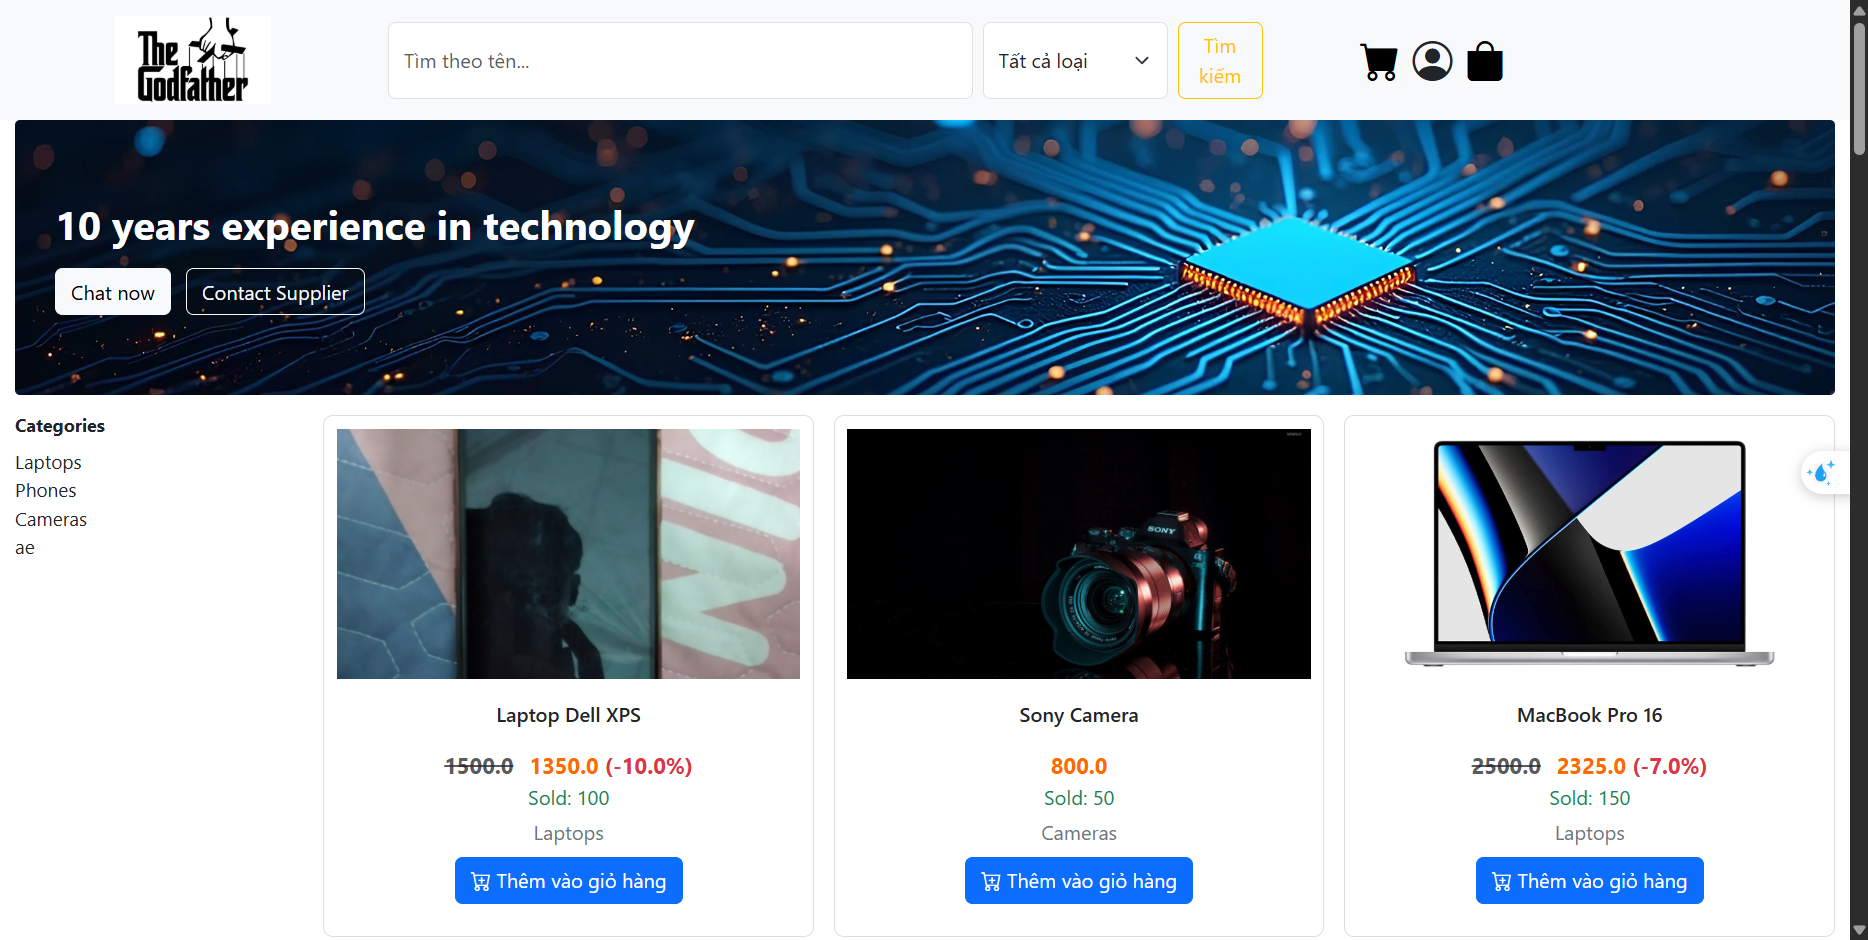 The
Godfather
Tìm theo tên...
Tất cả loại
Tìm
kiếm
10 years experience in technology
Chat now
Contact Supplier
Categories
Laptops
Phones
Cameras
ae
SONY
Laptop Dell XPS
1500.0 1350.0 (-10.0%)
Sold: 100
Laptops
Thêm vào giỏ hàng
Sony Camera
800.0
Sold: 50
Cameras
Thêm vào giỏ hàng
MacBook Pro 16
2500.0 2325.0 (-7.0%)
Sold: 150
Laptops
Thêm vào giỏ hàng